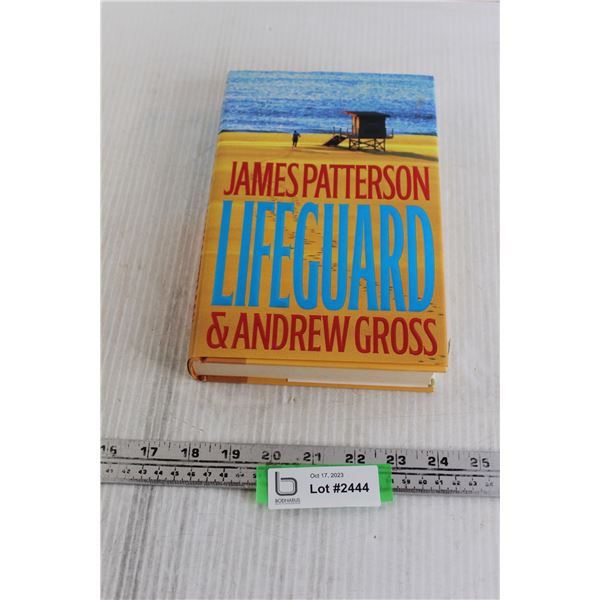 JAMES PATTERSON
LIFEGUARD
& ANDREW GROSS
16 17 18 19 20 21 22 23 24 25
Oct 17, 2023
Lot #2444
BODNARUS